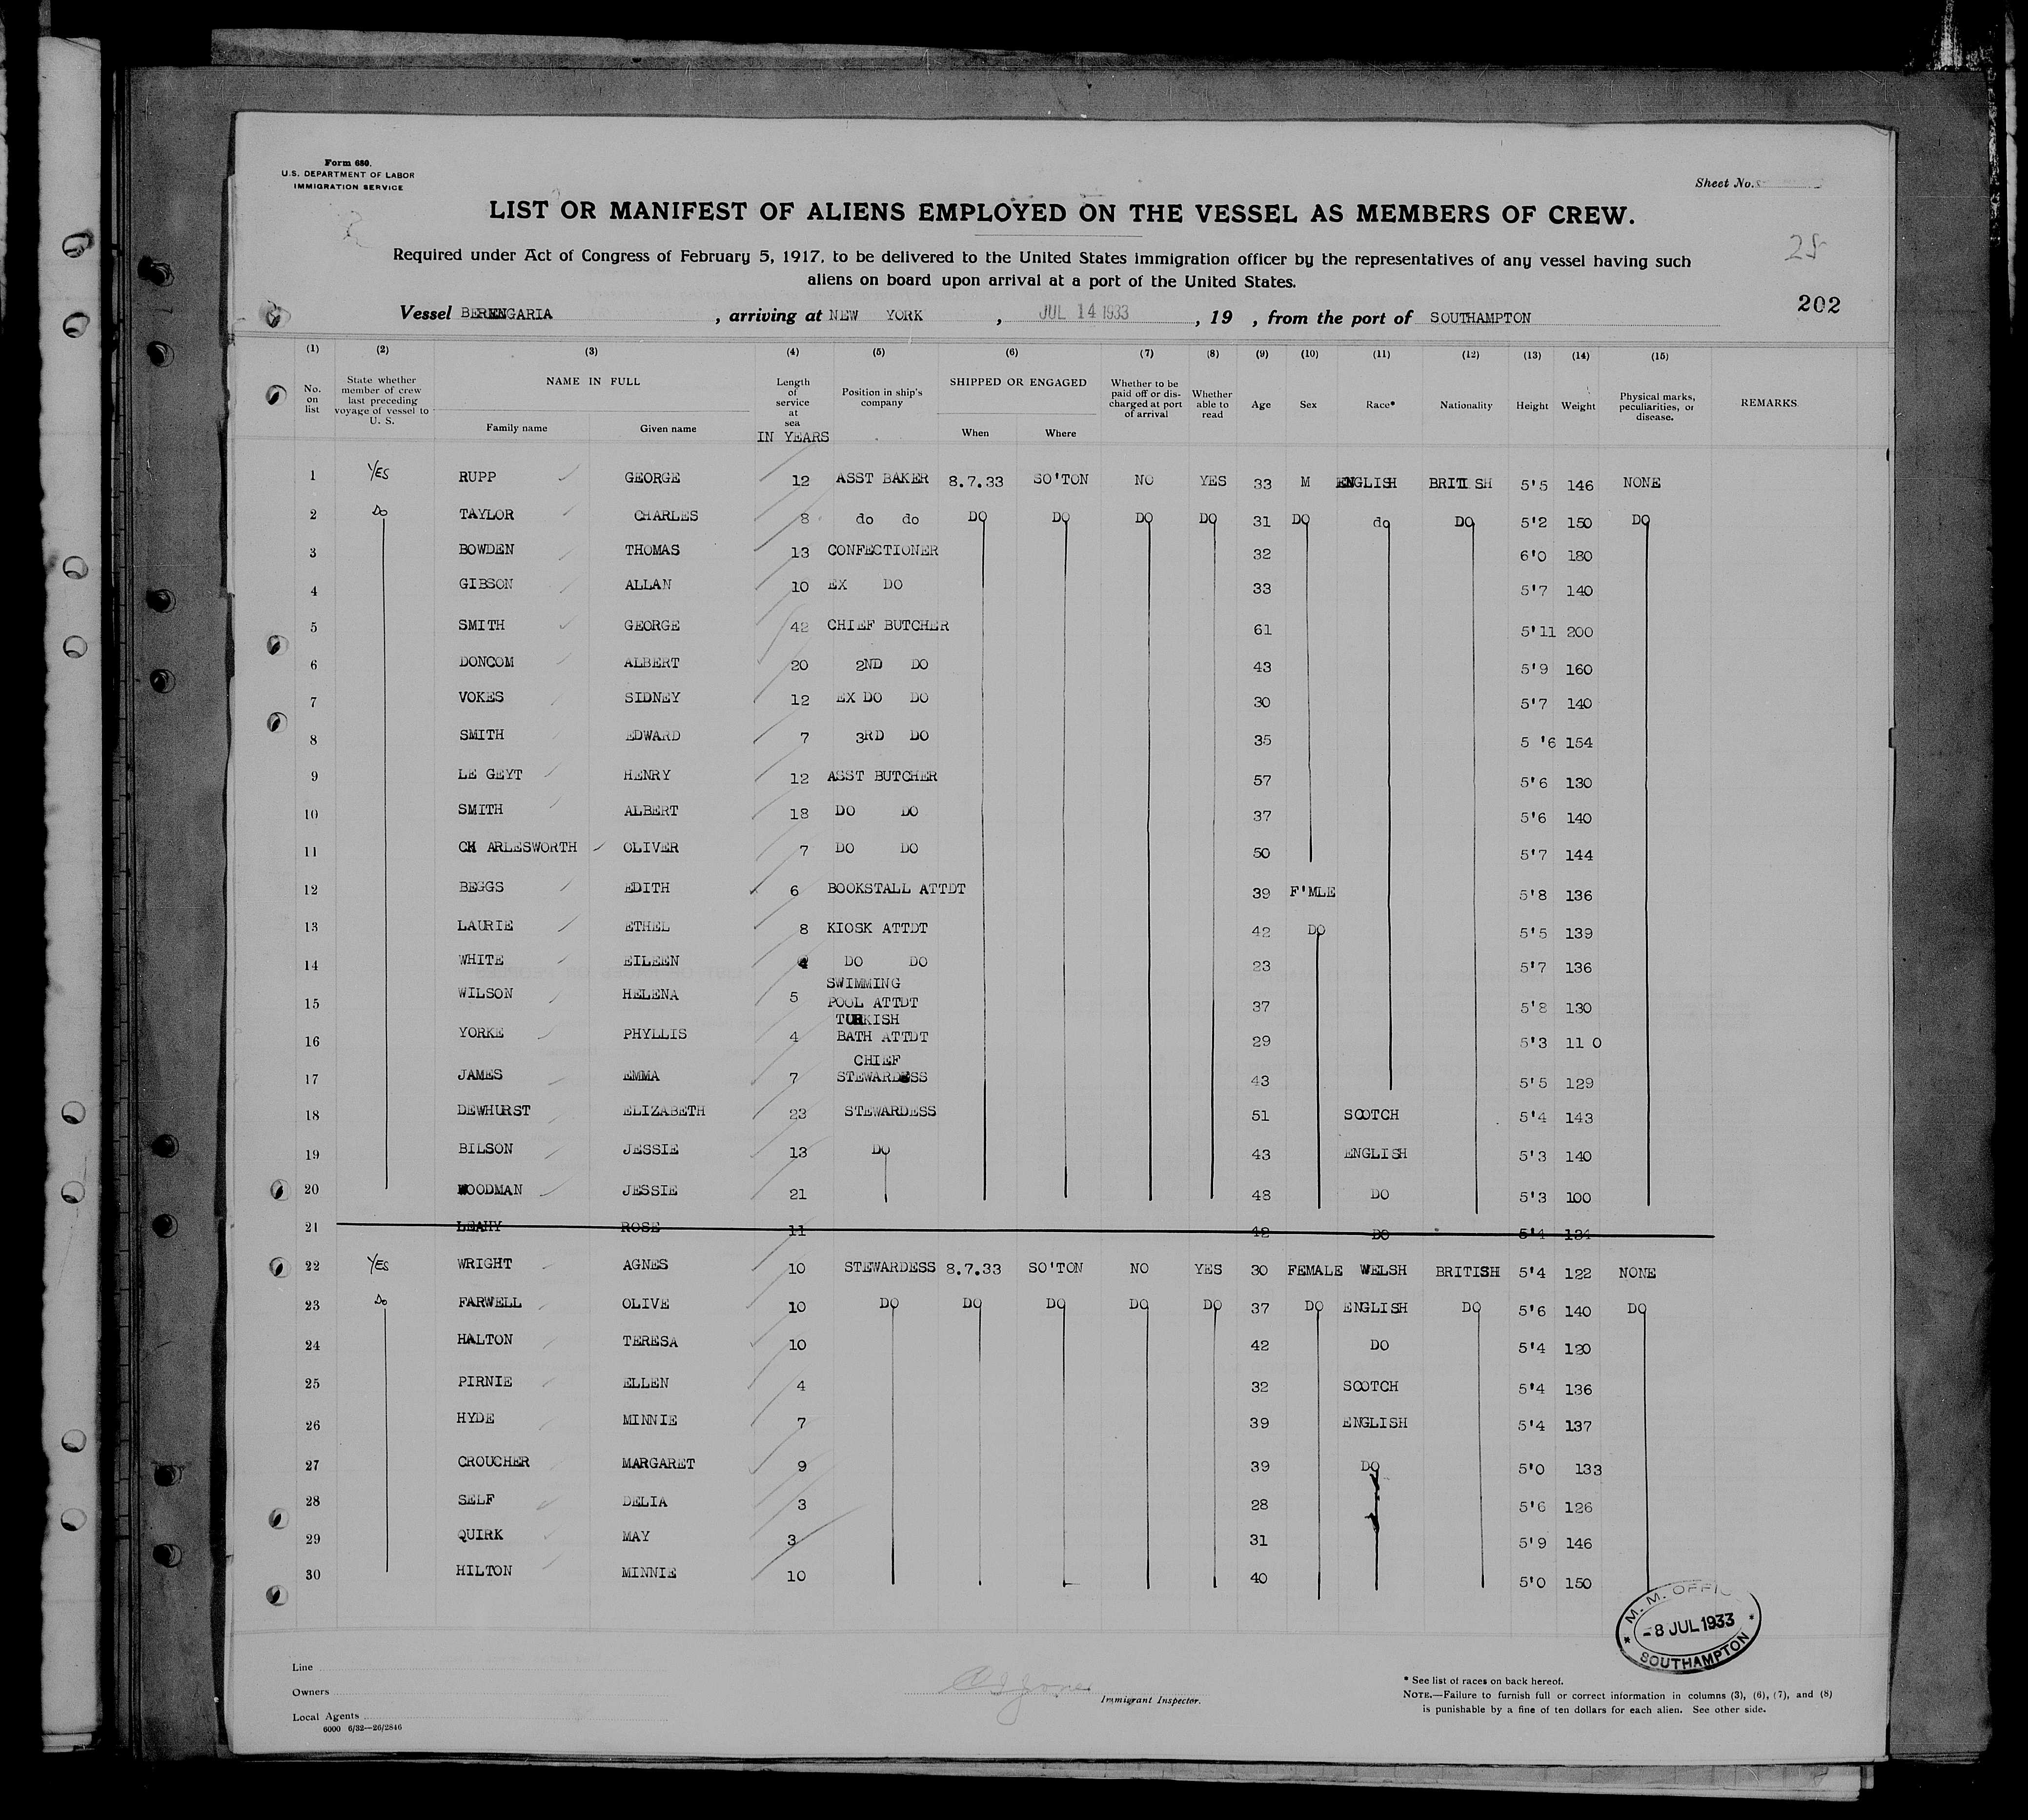 Form 680.
U.S. DEPARTMENT OF LABOR
IMMIGRATION SERVICE
Sheet No.
LIST OR MANIFEST OF ALIENS EMPLOYED ON THE VESSEL AS MEMBERS OF CREW.
Required under Act of Congress of February 5, 1917, to be delivered to the United States immigration officer by the representatives of any vessel having such
aliens on board upon arrival at a port of the United States.
25
202
Vessel BERENGARIA , arriving at NEW YORK , JUL 14 1933 , 19 , from the port of SOUTHAMPTON
(1) (2) (3) (4) (5) (6) (7) (8) (9) (10) (11) (12) (13) (14) (15)
No. on list
State whether member of crew last preceding voyage of vessel to U. S.
NAME IN FULL
Family name Given name
Length of service at sea
IN YEARS
Position in ship's company
SHIPPED OR ENGAGED
When Where
Whether to be paid off or discharged at port of arrival
Whether able to read
Age Sex Race* Nationality Height Weight
Physical marks, peculiarities, or disease.
REMARKS
1 YES RUPP GEORGE 12 ASST BAKER 8.7.33 SO'TON NO YES 33 M ENGLISH BRITISH 5'5 146 NONE
2 Do TAYLOR CHARLES 8 do do DO DO DO DO 31 DO do DO 5'2 150 DO
3 BOWDEN THOMAS 13 CONFECTIONER 32 6'0 180
4 GIBSON ALLAN 10 EX DO 33 5'7 140
5 SMITH GEORGE 42 CHIEF BUTCHER 61 5'11 200
6 DONCOM ALBERT 20 2ND DO 43 5'9 160
7 VOKES SIDNEY 12 EX DO DO 30 5'7 140
8 SMITH EDWARD 7 3RD DO 35 5 '6 154
9 LE GEYT HENRY 12 ASST BUTCHER 57 5'6 130
10 SMITH ALBERT 18 DO DO 37 5'6 140
11 CH ARLESWORTH OLIVER 7 DO DO 50 5'7 144
12 BEGGS EDITH 6 BOOKSTALL ATTDT 39 F'MLE 5'8 136
13 LAURIE ETHEL 8 KIOSK ATTDT 42 DO 5'5 139
14 WHITE EILEEN 4 DO DO 23 5'7 136
15 WILSON HELENA 5 SWIMMING POOL ATTDT 37 5'8 130
16 YORKE PHYLLIS 4 TURKISH BATH ATTDT 29 5'3 11 0
17 JAMES EMMA 7 CHIEF STEWARDESS 43 5'5 129
18 DEWHURST ELIZABETH 23 STEWARDESS 51 SCOTCH 5'4 143
19 BILSON JESSIE 13 DO 43 ENGLISH 5'3 140
20 WOODMAN JESSIE 21 48 DO 5'3 100
21 LEAHY ROSE 11 42 DO 5'4 134
22 YES WRIGHT AGNES 10 STEWARDESS 8.7.33 SO'TON NO YES 30 FEMALE WELSH BRITISH 5'4 122 NONE
23 Do FARWELL OLIVE 10 DO DO DO DO DO 37 DO ENGLISH DO 5'6 140 DO
24 HALTON TERESA 10 42 DO 5'4 120
25 PIRNIE ELLEN 4 32 SCOTCH 5'4 136
26 HYDE MINNIE 7 39 ENGLISH 5'4 137
27 CROUCHER MARGARET 9 39 DO 5'0 133
28 SELF DELIA 3 28 5'6 126
29 QUIRK MAY 3 31 5'9 146
30 HILTON MINNIE 10 40 5'0 150
M. M. OFFIC
-8 JUL 1933
SOUTHAMPTON
Line
Owners
Local Agents
6000 6/32—26/2846
Immigrant Inspector.
* See list of races on back hereof.
NOTE.—Failure to furnish full or correct information in columns (3), (6), (7), and (8)
is punishable by a fine of ten dollars for each alien. See other side.